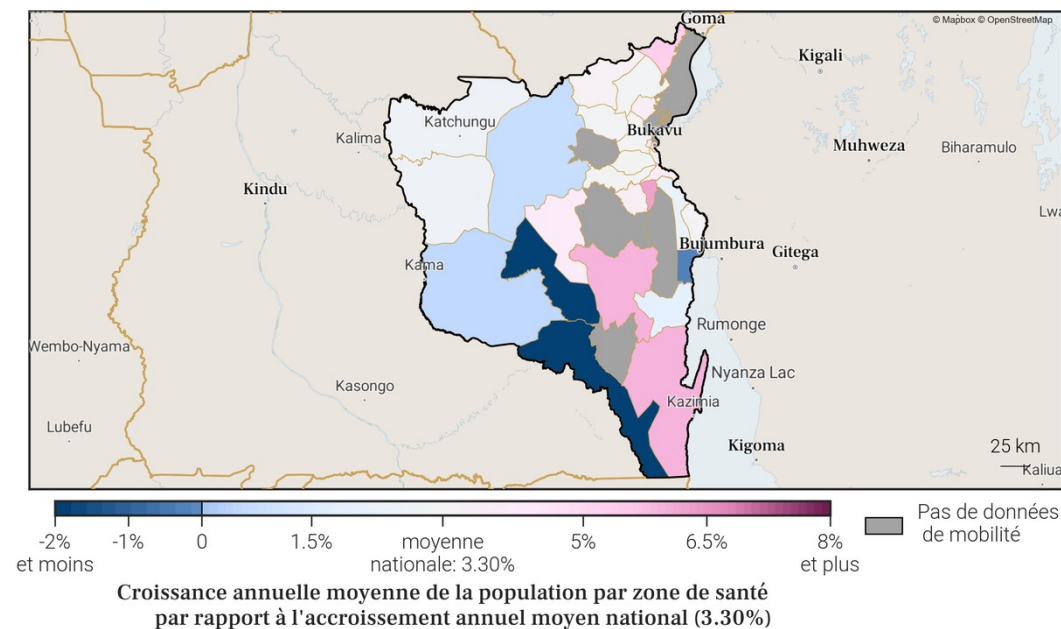 Goma
© Mapbox © OpenStreetMap
Kigali
Katchungu
Kalima
Bukavu
Muhweza
Biharamulo
Kindu
Lwa
Bujumbura
Gitega
Kama
Rumonge
Wembo-Nyama
Nyanza Lac
Kasongo
Kazimia
Lubefu
Kigoma
25 km
Kaliua
-2%
et moins
-1%
0
1.5%
moyenne
nationale: 3.30%
5%
6.5%
8%
et plus
Pas de données
de mobilité
Croissance annuelle moyenne de la population par zone de santé
par rapport à l'accroissement annuel moyen national (3.30%)